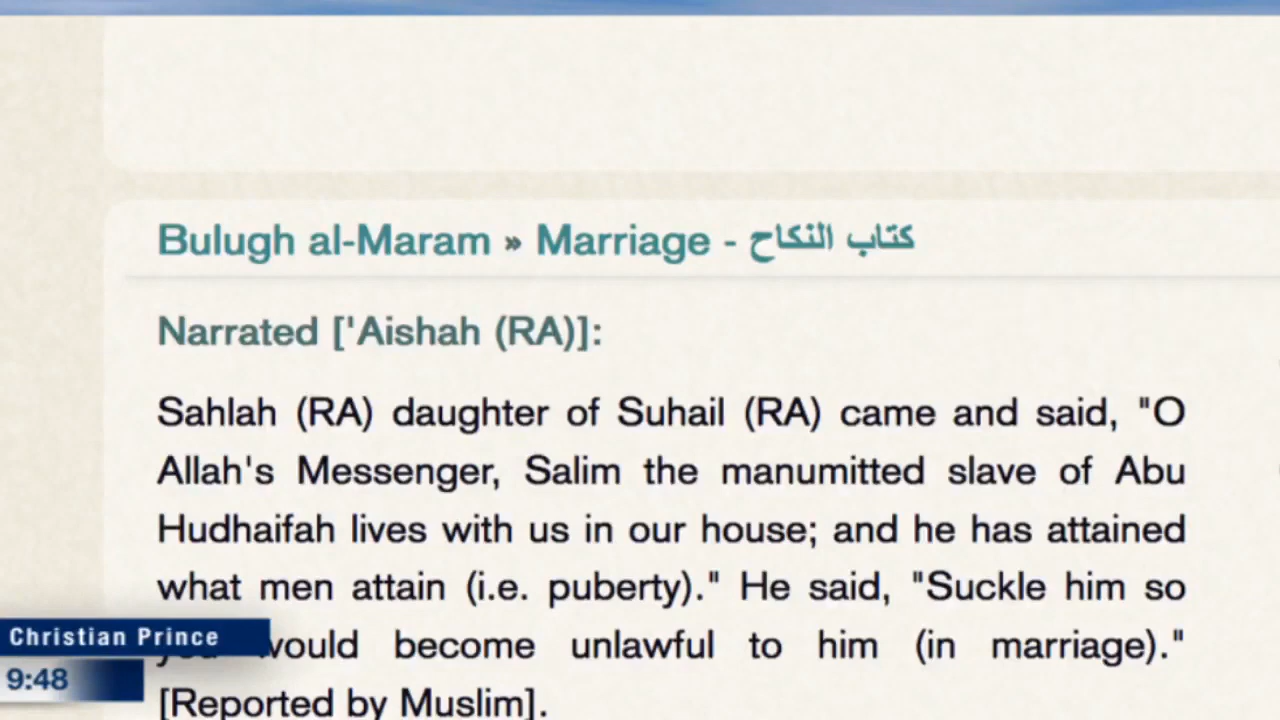 Bulugh al-Maram » Marriage - كتاب النكاح
Narrated ['Aishah (RA)]:
Sahlah (RA) daughter of Suhail (RA) came and said, "O
Allah's Messenger, Salim the manumitted slave of Abu
Hudhaifah lives with us in our house; and he has attained
what men attain (i.e. puberty)." He said, "Suckle him so
you would become unlawful to him (in marriage)."
[Reported by Muslim].
Christian Prince
9:48